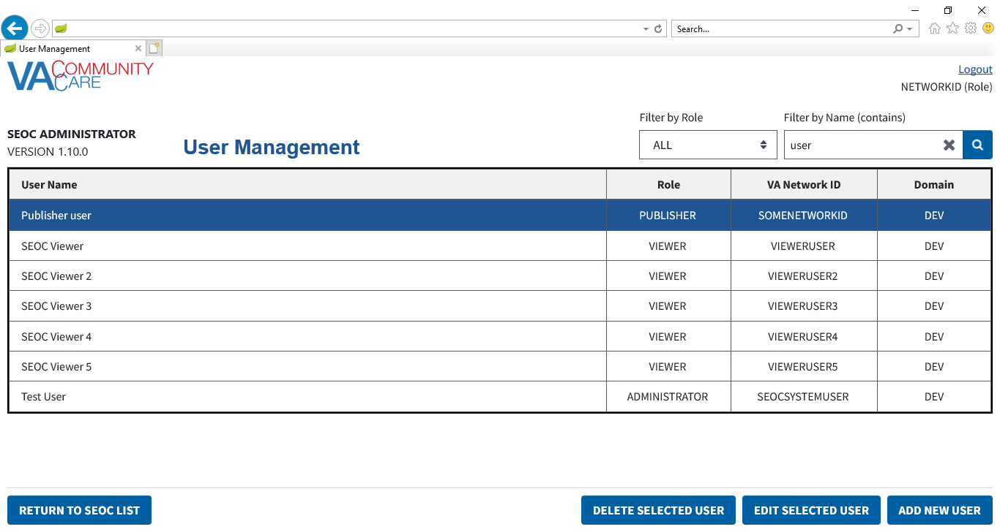 Search...
User Management
VA COMMUNITY CARE
Logout
NETWORKID (Role)
Filter by Role
Filter by Name (contains)
SEOC ADMINISTRATOR
VERSION 1.10.0
User Management
ALL
user
User Name Role VA Network ID Domain
Publisher user PUBLISHER SOMENETWORKID DEV
SEOC Viewer VIEWER VIEWERUSER DEV
SEOC Viewer 2 VIEWER VIEWERUSER2 DEV
SEOC Viewer 3 VIEWER VIEWERUSER3 DEV
SEOC Viewer 4 VIEWER VIEWERUSER4 DEV
SEOC Viewer 5 VIEWER VIEWERUSER5 DEV
Test User ADMINISTRATOR SEOCSYSTEMUSER DEV
RETURN TO SEOC LIST
DELETE SELECTED USER
EDIT SELECTED USER
ADD NEW USER